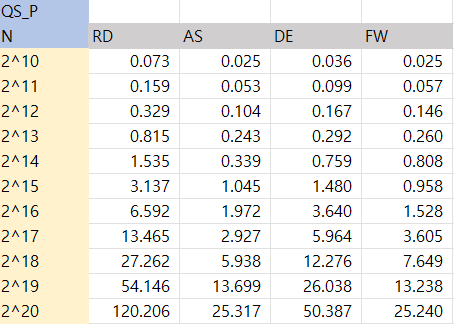 QS_P
N RD AS DE FW
2^10 0.073 0.025 0.036 0.025
2^11 0.159 0.053 0.099 0.057
2^12 0.329 0.104 0.167 0.146
2^13 0.815 0.243 0.292 0.260
2^14 1.535 0.339 0.759 0.808
2^15 3.137 1.045 1.480 0.958
2^16 6.592 1.972 3.640 1.528
2^17 13.465 2.927 5.964 3.605
2^18 27.262 5.938 12.276 7.649
2^19 54.146 13.699 26.038 13.238
2^20 120.206 25.317 50.387 25.240